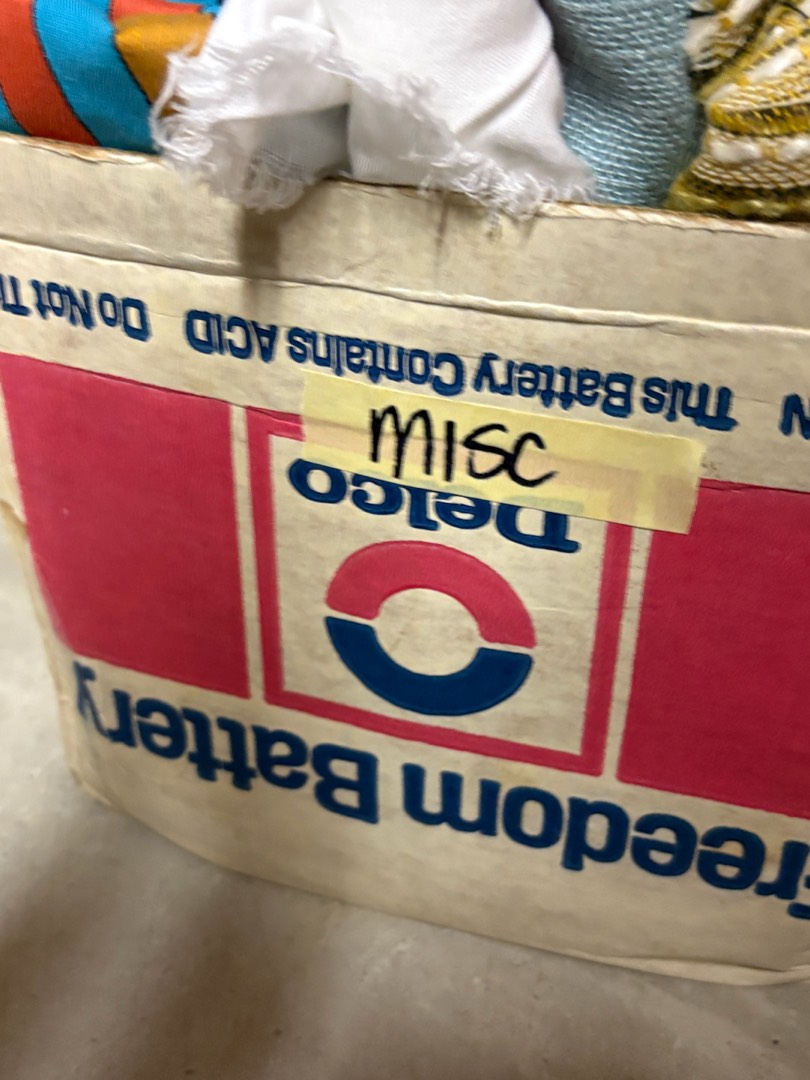 MISC
Freedom Battery
Delco
This Battery Contains ACID Do Not